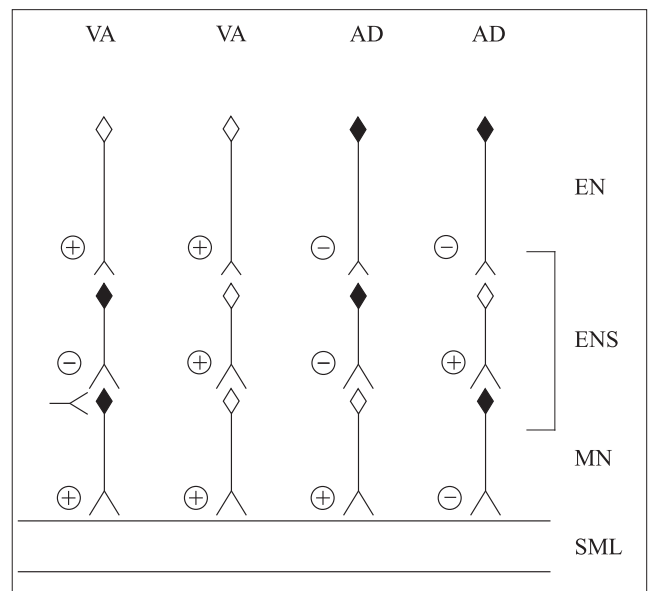 VA VA AD AD
EN
⊕ ⊕ ⊖ ⊖
ENS
⊖ ⊕ ⊖ ⊕
MN
⊕ ⊕ ⊕ ⊖
SML